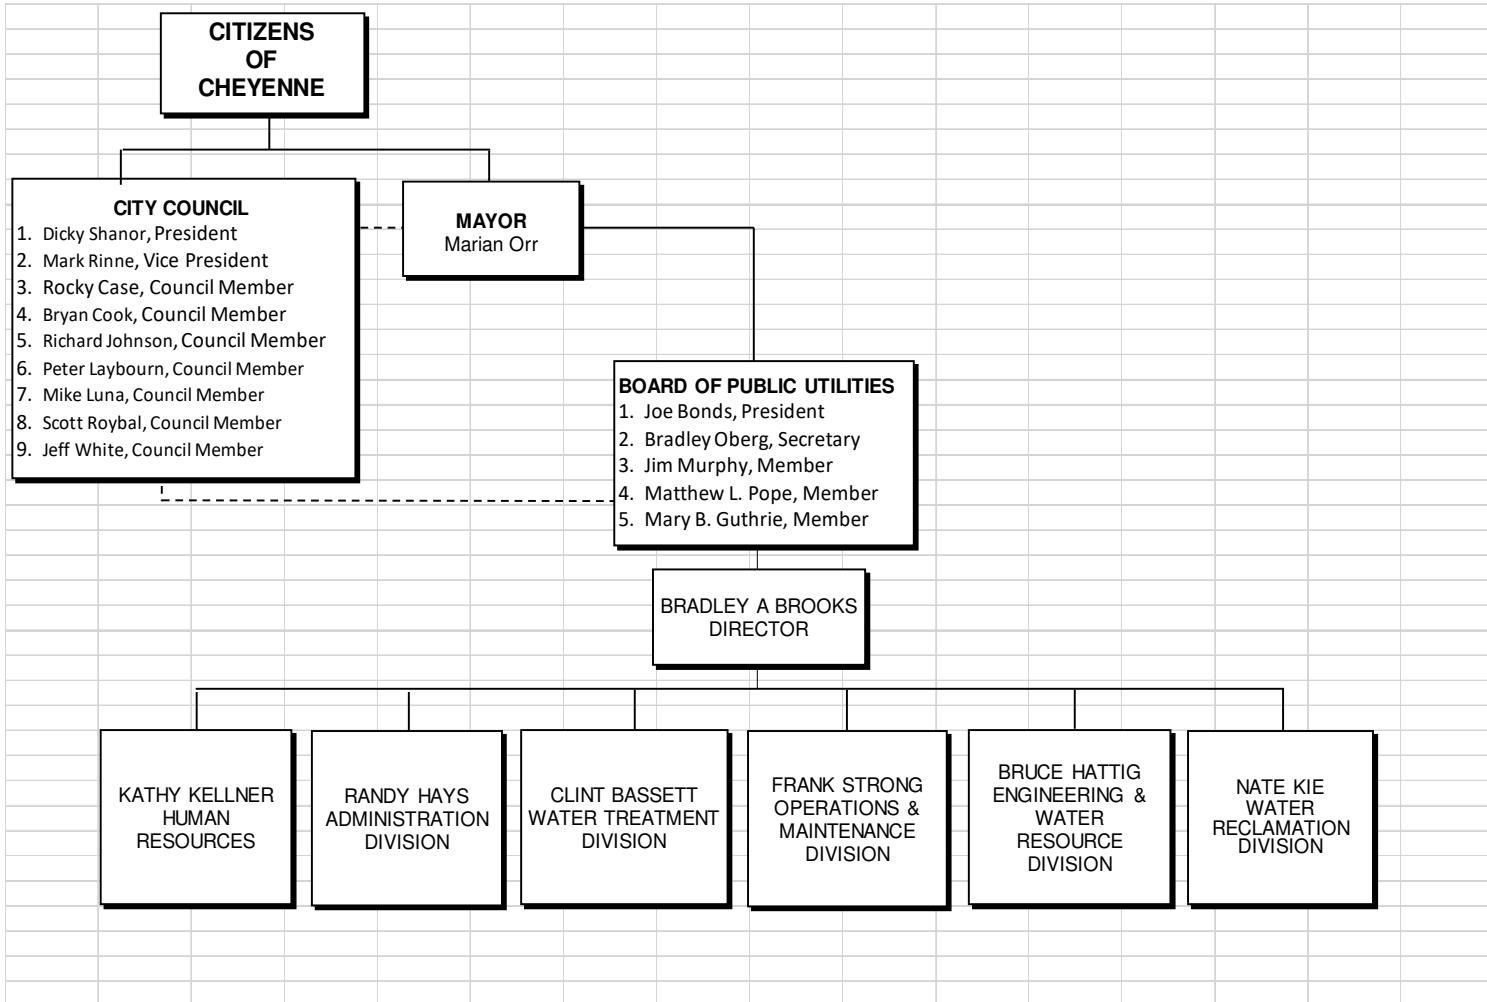 CITIZENS
OF
CHEYENNE
CITY COUNCIL
1. Dicky Shanor, President
2. Mark Rinne, Vice President
3. Rocky Case, Council Member
4. Bryan Cook, Council Member
5. Richard Johnson, Council Member
6. Peter Laybourn, Council Member
7. Mike Luna, Council Member
8. Scott Roybal, Council Member
9. Jeff White, Council Member
MAYOR
Marian Orr
BOARD OF PUBLIC UTILITIES
1. Joe Bonds, President
2. Bradley Oberg, Secretary
3. Jim Murphy, Member
4. Matthew L. Pope, Member
5. Mary B. Guthrie, Member
BRADLEY A BROOKS
DIRECTOR
KATHY KELLNER
HUMAN
RESOURCES
RANDY HAYS
ADMINISTRATION
DIVISION
CLINT BASSETT
WATER TREATMENT
DIVISION
FRANK STRONG
OPERATIONS &
MAINTENANCE
DIVISION
BRUCE HATTIG
ENGINEERING &
WATER
RESOURCE
DIVISION
NATE KIE
WATER
RECLAMATION
DIVISION